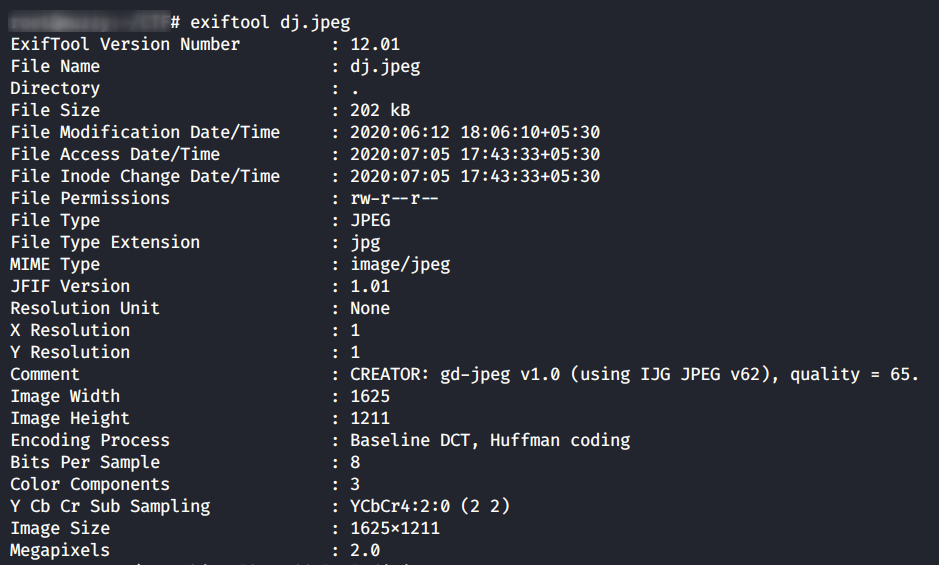 # exiftool dj.jpeg
ExifTool Version Number : 12.01
File Name : dj.jpeg
Directory : .
File Size : 202 kB
File Modification Date/Time : 2020:06:12 18:06:10+05:30
File Access Date/Time : 2020:07:05 17:43:33+05:30
File Inode Change Date/Time : 2020:07:05 17:43:33+05:30
File Permissions : rw-r--r--
File Type : JPEG
File Type Extension : jpg
MIME Type : image/jpeg
JFIF Version : 1.01
Resolution Unit : None
X Resolution : 1
Y Resolution : 1
Comment : CREATOR: gd-jpeg v1.0 (using IJG JPEG v62), quality = 65.
Image Width : 1625
Image Height : 1211
Encoding Process : Baseline DCT, Huffman coding
Bits Per Sample : 8
Color Components : 3
Y Cb Cr Sub Sampling : YCbCr4:2:0 (2 2)
Image Size : 1625×1211
Megapixels : 2.0